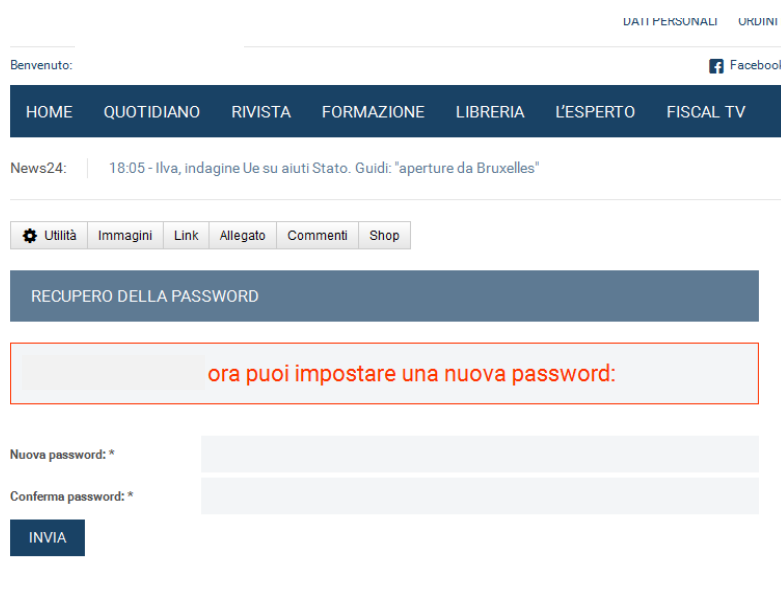 DATI PERSONALI ORDINI
Benvenuto: Facebook
HOME QUOTIDIANO RIVISTA FORMAZIONE LIBRERIA L'ESPERTO FISCAL TV
News24: 18:05 - Ilva, indagine Ue su aiuti Stato. Guidi: "aperture da Bruxelles"
Utilità Immagini Link Allegato Commenti Shop
RECUPERO DELLA PASSWORD
ora puoi impostare una nuova password:
Nuova password: *
Conferma password: *
INVIA